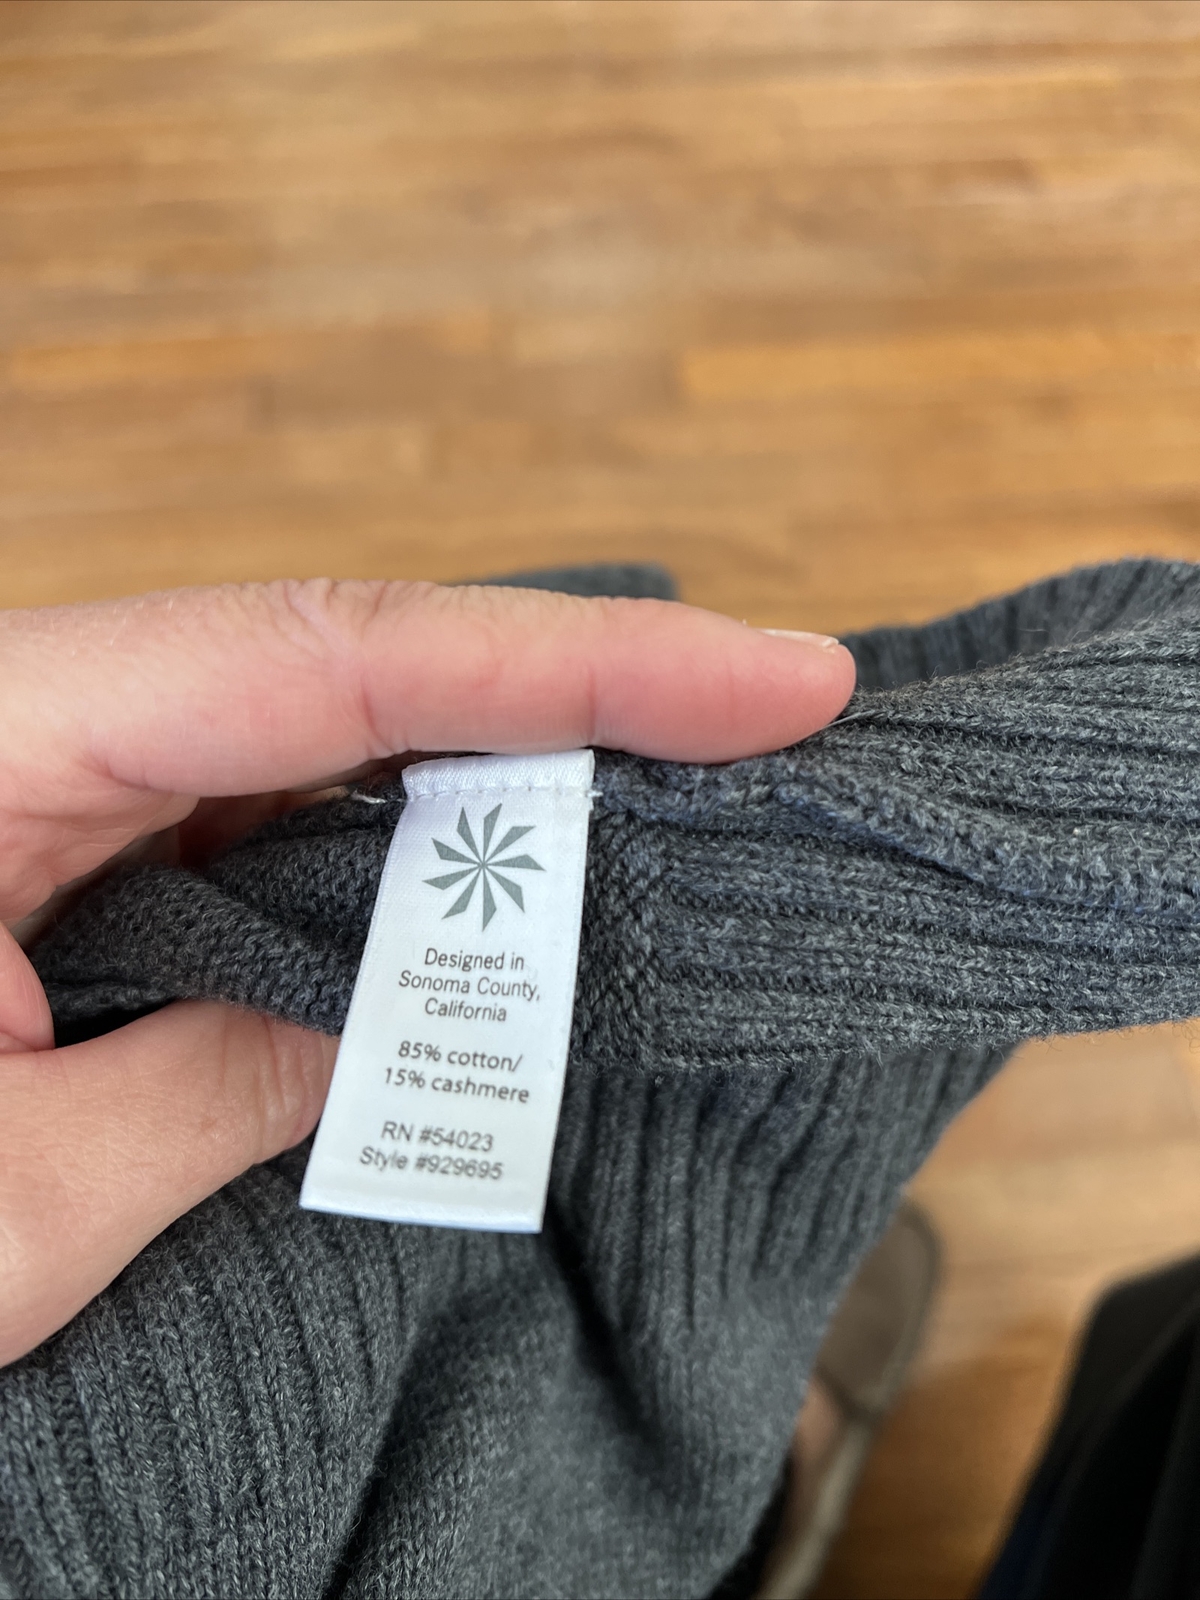 Designed in
Sonoma County,
California
85% cotton/
15% cashmere
RN #54023
Style #929695